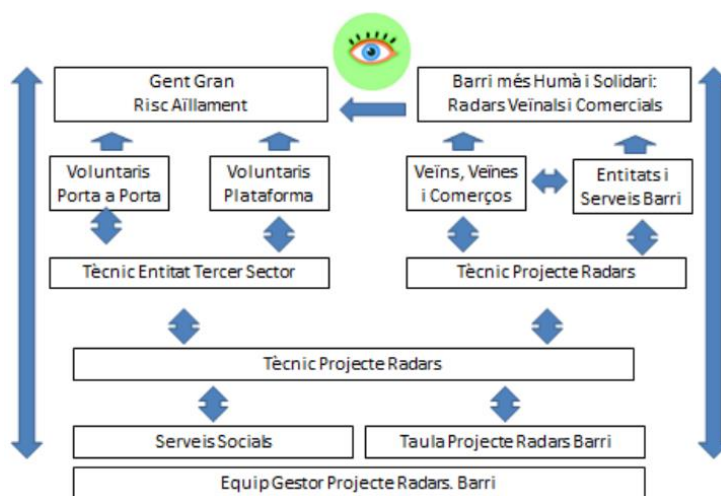 Gent Gran
Risc Aïllament
Barri més Humà i Solidari:
Radars Veïnals i Comercials
Voluntaris
Porta a Porta
Voluntaris
Plataforma
Veïns, Veïnes
i Comerços
Entitats i
Serveis Barri
Tècnic Entitat Tercer Sector
Tècnic Projecte Radars
Tècnic Projecte Radars
Serveis Socials
Taula Projecte Radars Barri
Equip Gestor Projecte Radars. Barri